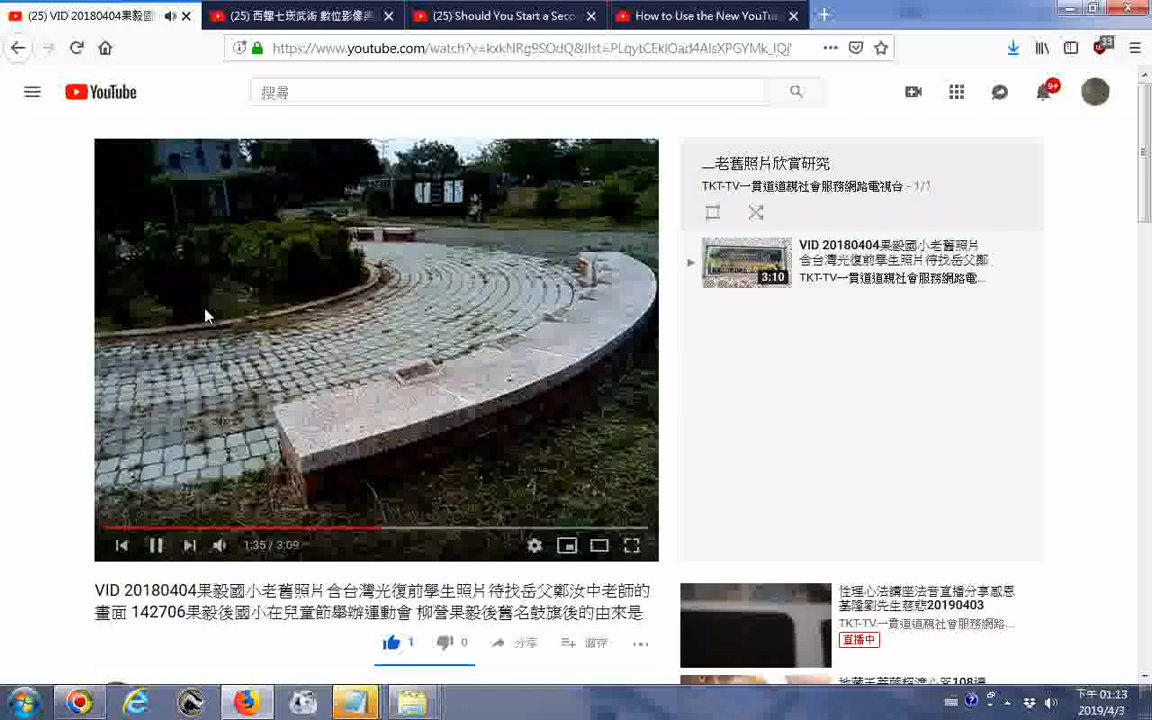 (25) VID 20180404果毅國
(25) 西螺七崁武術 數位影像與
(25) Should You Start a Seco
How to Use the New YouTu
33
YouTube
搜尋
9+
老舊照片欣賞研究
TKT-TV一貫道道親社會服務網路電視台 - 1/1
VID 20180404果毅國小老舊照片
含台灣光復前學生照片待找岳父鄭
3:10
TKT-TV一貫道道親社會服務網路電...
1:35 / 3:09
VID 20180404果毅國小老舊照片含台灣光復前學生照片待找岳父鄭汝中老師的
畫面 142706果毅後國小在兒童節舉辦運動會 柳營果毅後舊名鼓旗後的由來是
1
0
分享
儲存
性理心法講座法音直播分享感恩
基隆劉先生慈悲20190403
TKT-TV一貫道道親社會服務網路...
直播中
下午 01:13
2019/4/3